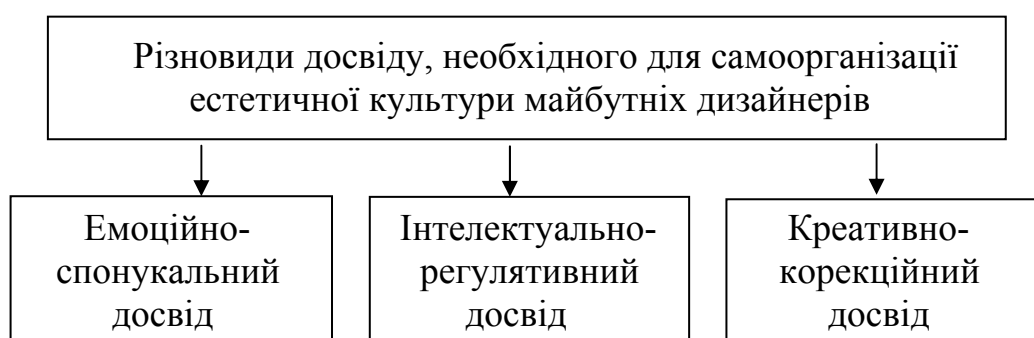 Різновиди досвіду, необхідного для самоорганізації
естетичної культури майбутніх дизайнерів
Емоційно-
спонукальний
досвід
Інтелектуально-
регулятивний
досвід
Креативно-
корекційний
досвід